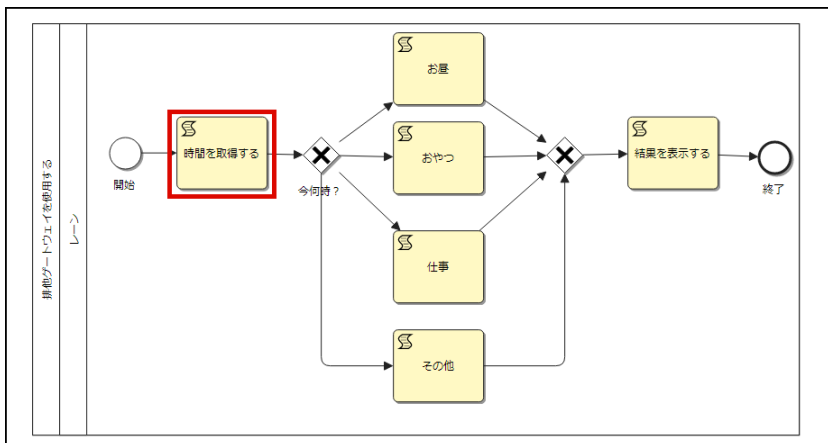 排他ゲートウェイを使用する
レーン
開始
時間を取得する
今何時？
お昼
おやつ
仕事
その他
結果を表示する
終了